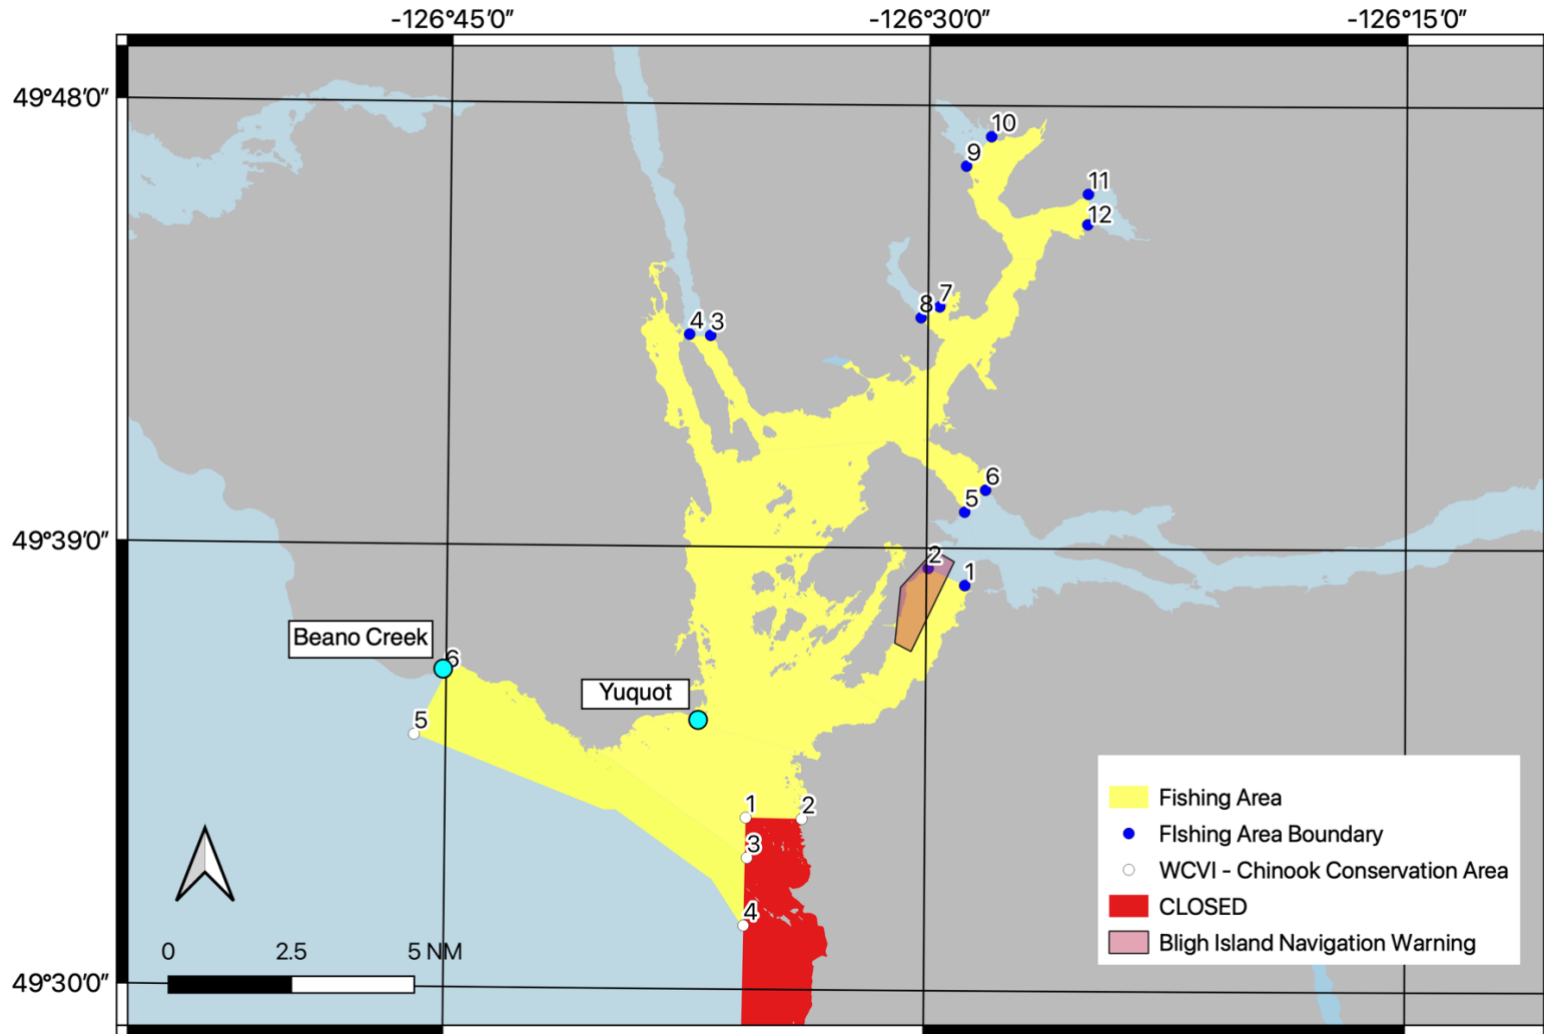 -126°45′0″ -126°30′0″ -126°15′0″
49°48′0″
10
9
11
12
7
8
4 3
6
5
49°39′0″
2
1
Beano Creek
6
Yuquot
5
1 2
3
4
Fishing Area
FIshing Area Boundary
WCVI - Chinook Conservation Area
CLOSED
Bligh Island Navigation Warning
0 2.5 5 NM
49°30′0″